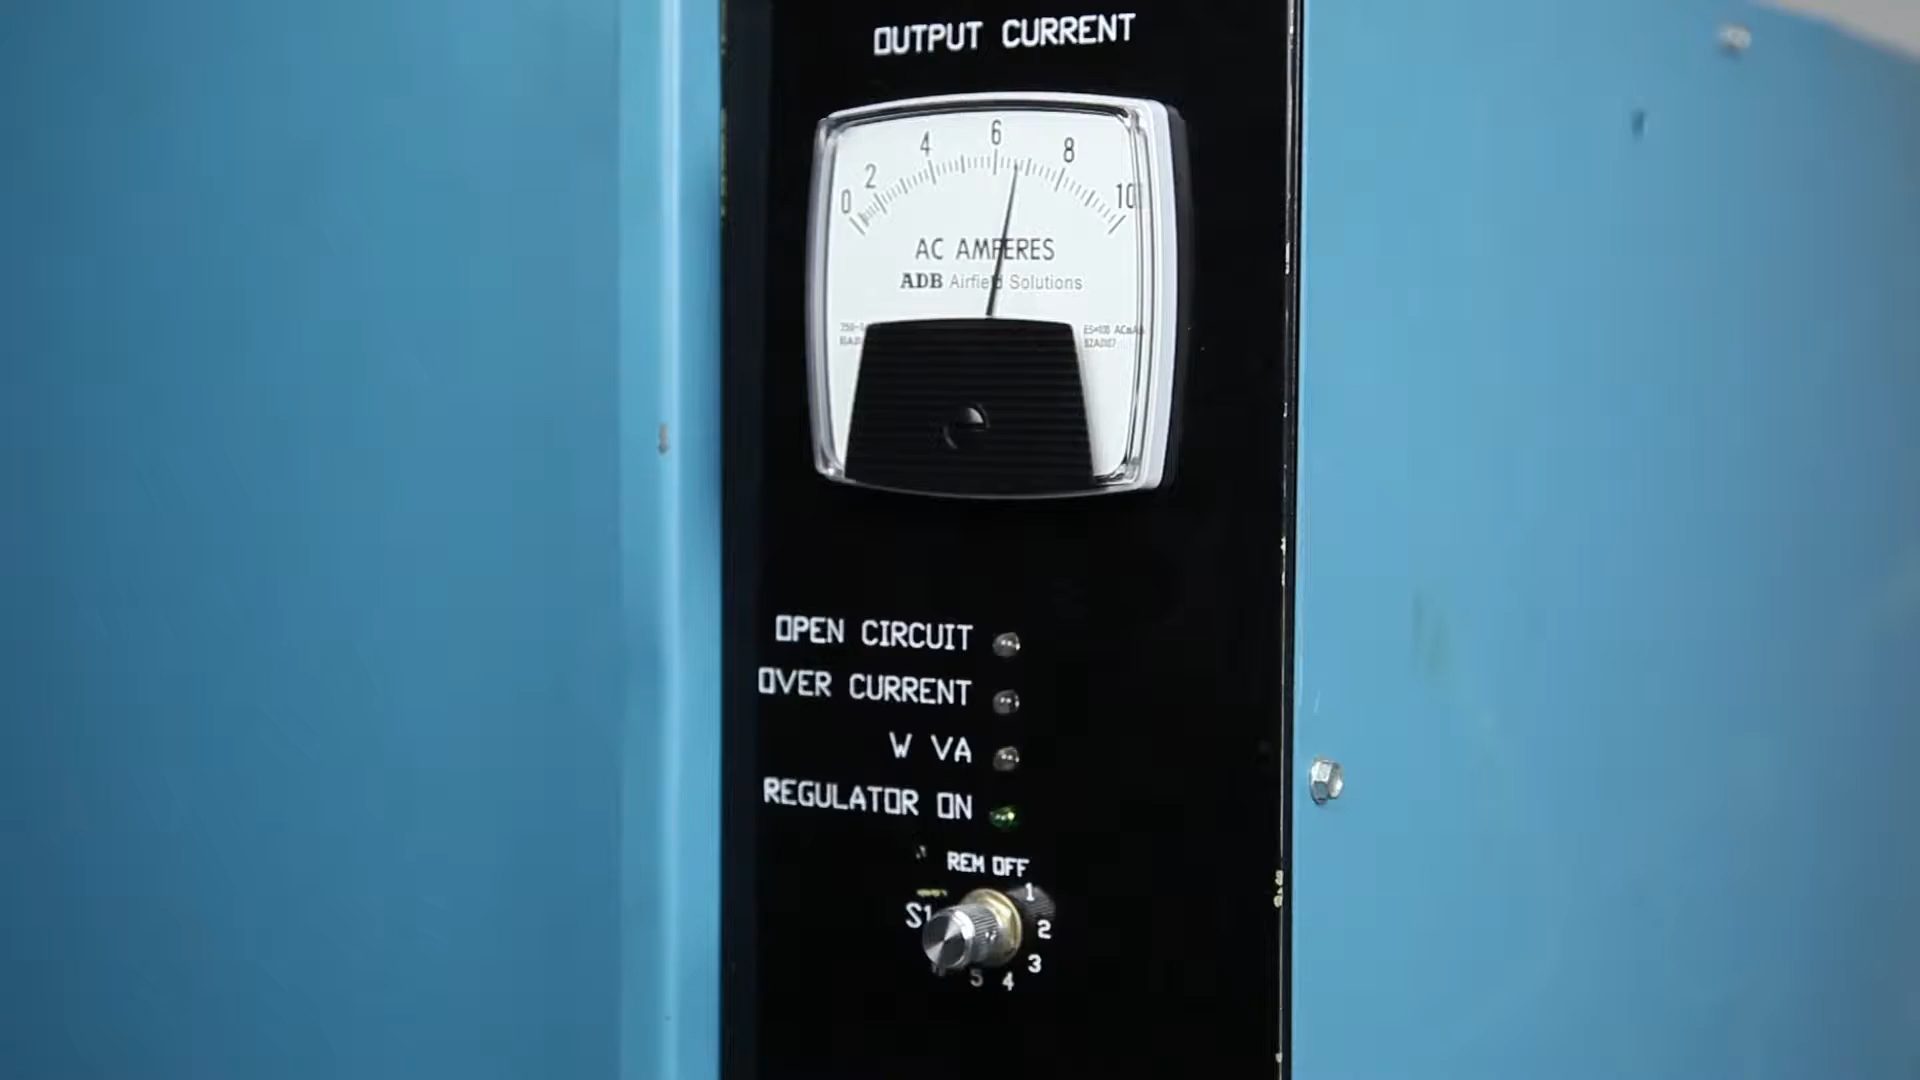 OUTPUT CURRENT
0 2 4 6 8 10
AC AMPERES
ADB Airfield Solutions
OPEN CIRCUIT
OVER CURRENT
W VA
REGULATOR ON
REM OFF
1
S1
2
3
5 4